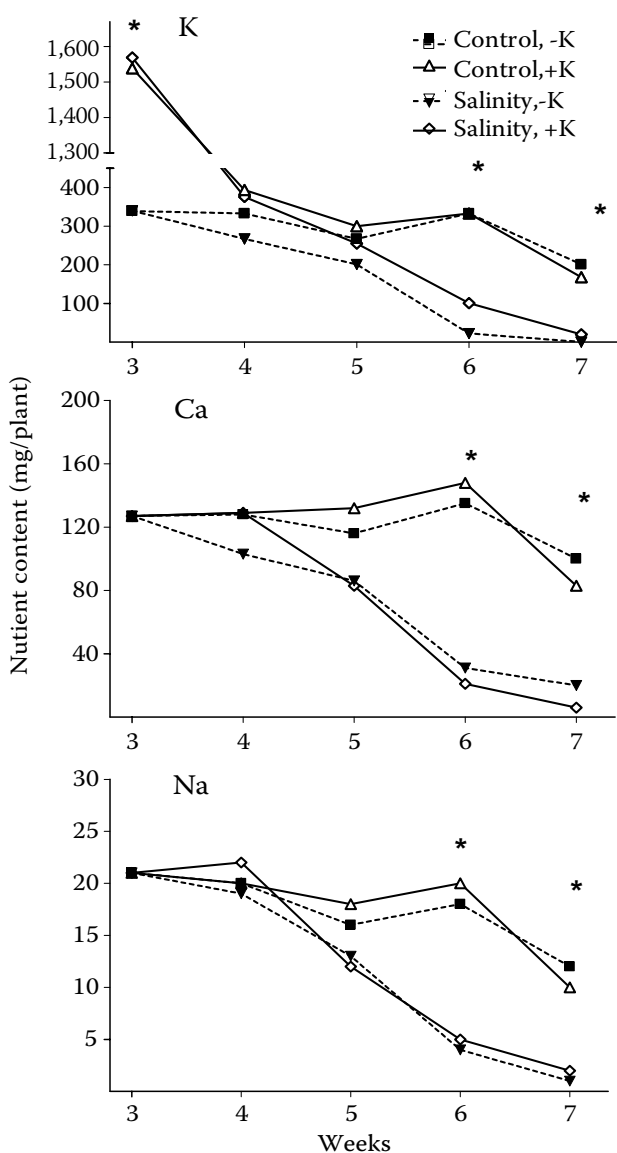 *
K
Control, -K
Control,+K
Salinity,-K
Salinity, +K
1,600
1,500
1,400
1,300
400
300
200
100
*
*
3 4 5 6 7
Nutient content (mg/plant)
Ca
200
160
120
80
40
*
*
3 4 5 6 7
Na
30
25
20
15
10
5
*
*
3 4 5 6 7
Weeks